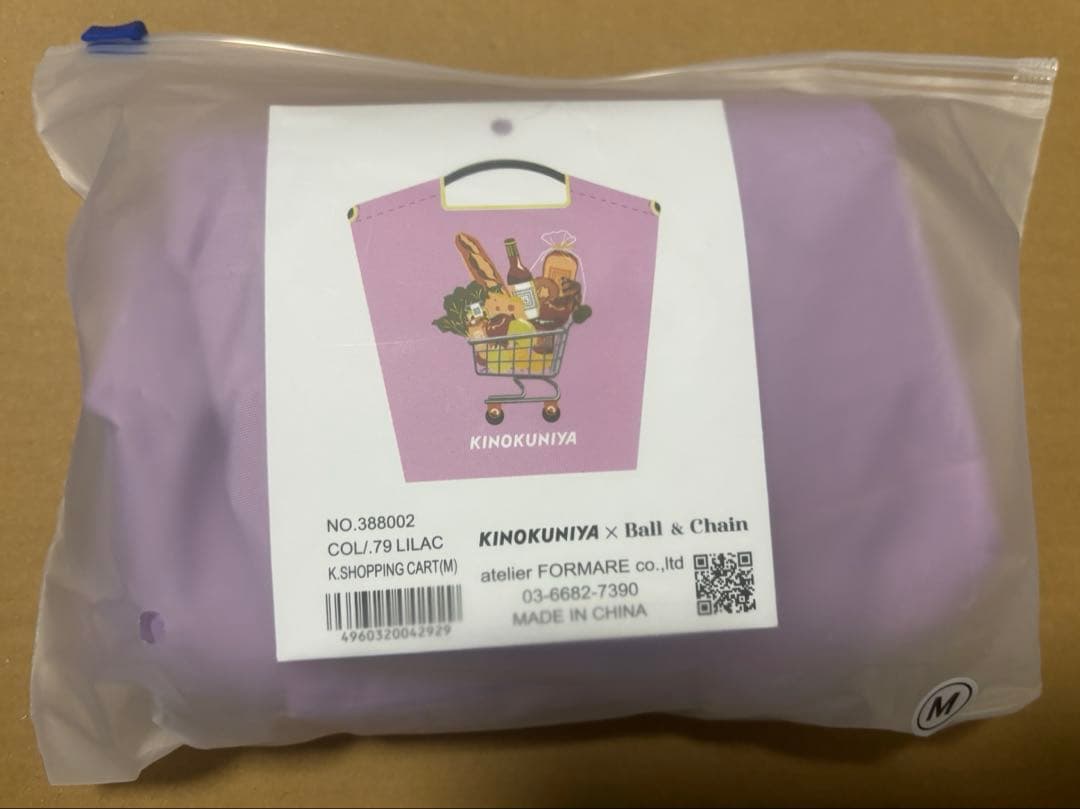 KINOKUNIYA
NO.388002
COL/.79 LILAC
K.SHOPPING CART(M)
4960320042929
KINOKUNIYA × Ball & Chain
atelier FORMARE co.,ltd
03-6682-7390
MADE IN CHINA
M